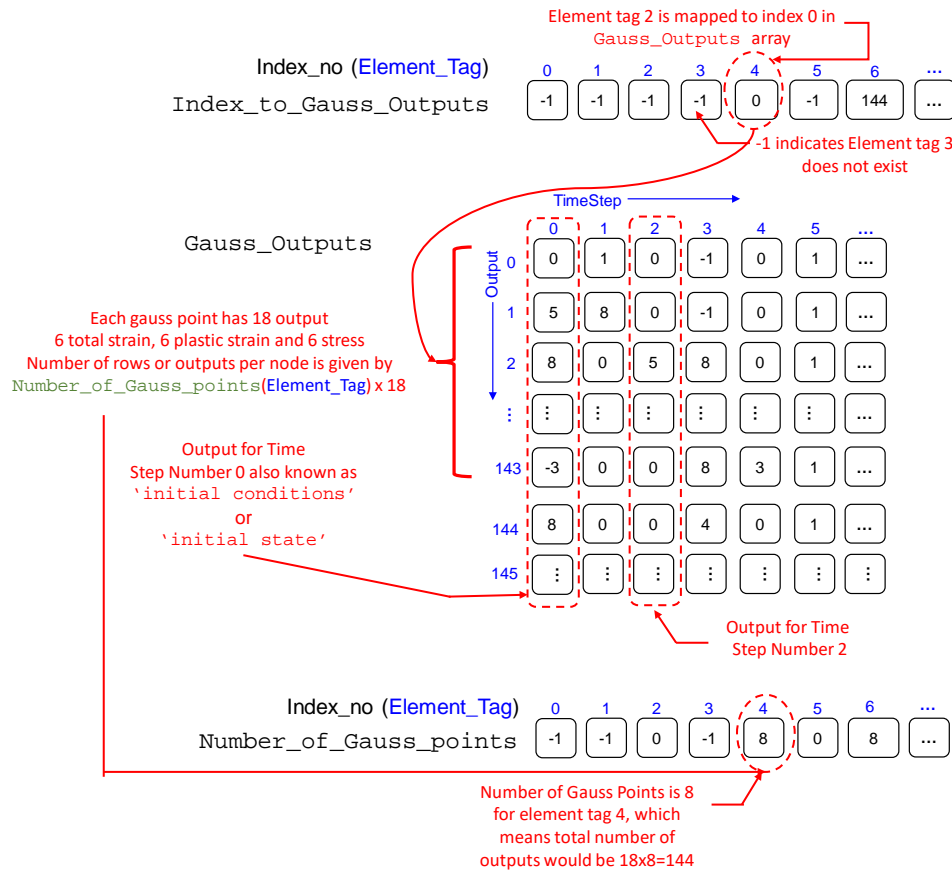 Element tag 2 is mapped to index 0 in
Gauss_Outputs array
Index_no (Element_Tag)
0 1 2 3 4 5 6 ...
Index_to_Gauss_Outputs
-1 -1 -1 -1 0 -1 144 ...
-1 indicates Element tag 3
does not exist
TimeStep
Gauss_Outputs
Output
0 1 2 3 4 5 ...
0 0 1 0 -1 0 1 ...
1 5 8 0 -1 0 1 ...
2 8 0 5 8 0 1 ...
⋮ ⋮ ⋮ ⋮ ⋮ ⋮ ⋮ ...
143 -3 0 0 8 3 1 ...
144 8 0 0 4 0 1 ...
145 ⋮ ⋮ ⋮ ⋮ ⋮ ⋮ ...
Each gauss point has 18 output
6 total strain, 6 plastic strain and 6 stress
Number of rows or outputs per node is given by
Number_of_Gauss_points(Element_Tag) x 18
Output for Time
Step Number 0 also known as
‘initial conditions’
or
‘initial state’
Output for Time
Step Number 2
Index_no (Element_Tag)
0 1 2 3 4 5 6 ...
Number_of_Gauss_points
-1 -1 0 -1 8 0 8 ...
Number of Gauss Points is 8
for element tag 4, which
means total number of
outputs would be 18x8=144